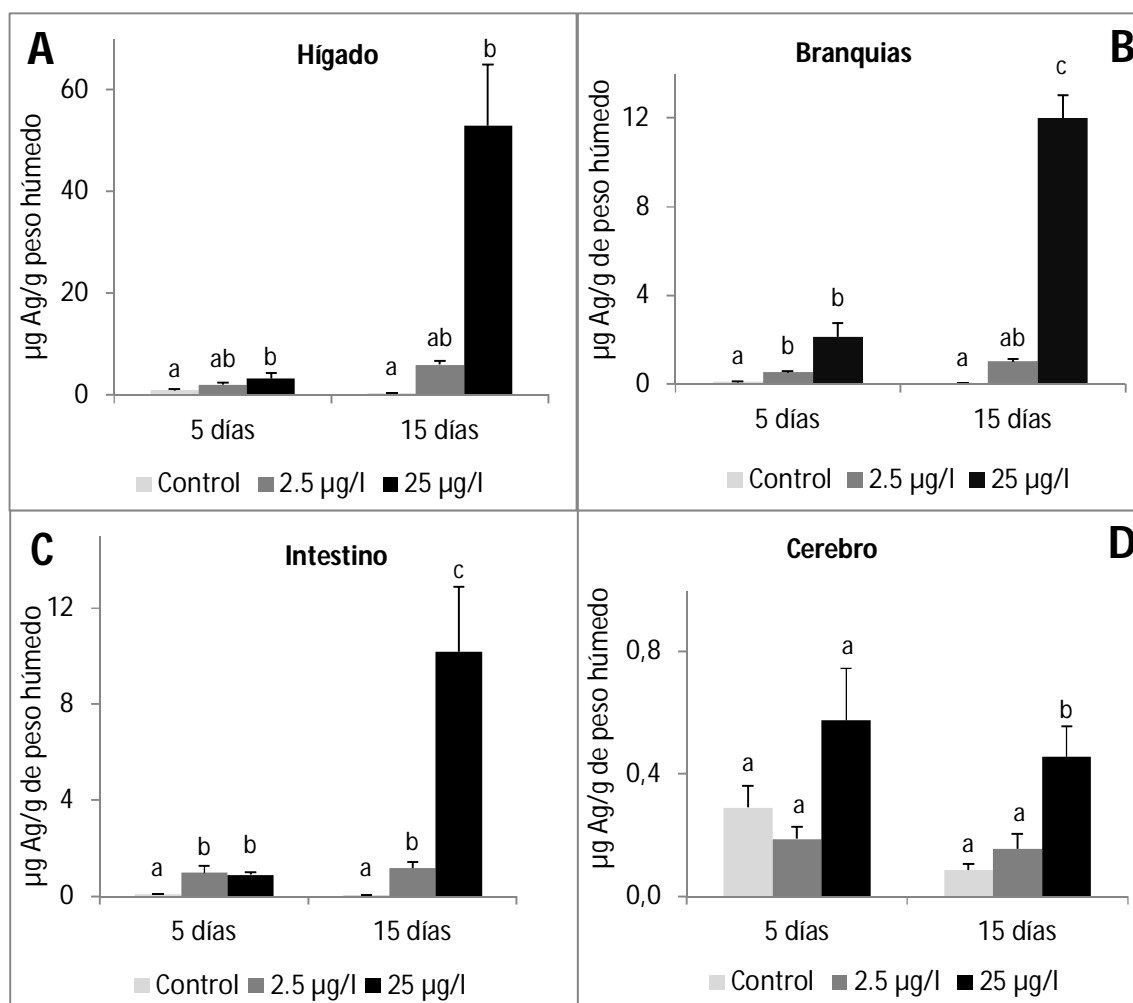 A
Hígado
µg Ag/g peso húmedo
60
40
20
0
a
ab
b
a
ab
b
5 días
15 días
Control
2.5 µg/l
25 µg/l
B
Branquias
µg Ag/g de peso húmedo
12
8
4
0
a
b
b
a
ab
c
5 días
15 días
Control
2.5 µg/l
25 µg/l
C
Intestino
µg Ag/g de peso húmedo
12
8
4
0
a
b
b
a
b
c
5 días
15 días
Control
2.5 µg/l
25 µg/l
D
Cerebro
µg Ag/g de peso húmedo
0,8
0,4
0,0
a
a
a
a
a
b
5 días
15 días
Control
2.5 µg/l
25 µg/l